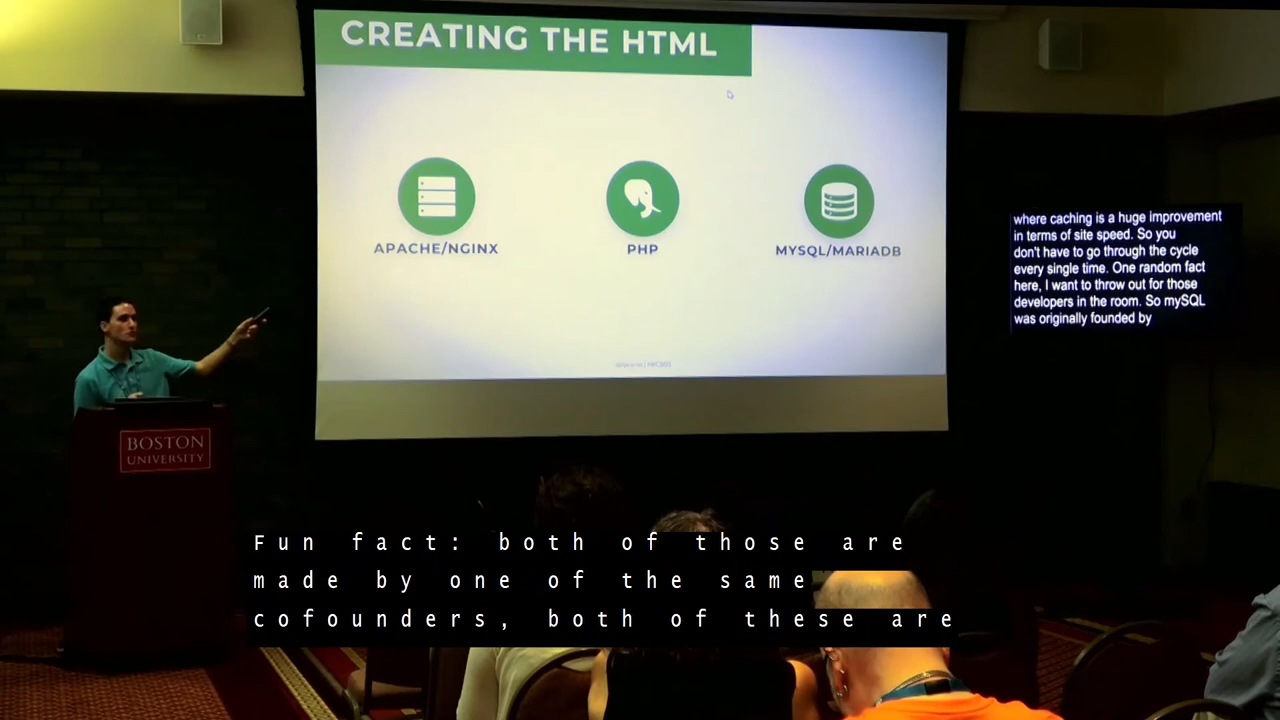 CREATING THE HTML
APACHE/NGINX
PHP
MYSQL/MARIADB
where caching is a huge improvement
in terms of site speed. So you
don't have to go through the cycle
every single time. One random fact
here, I want to throw out for those
developers in the room. So mySQL
was originally founded by
BOSTON
UNIVERSITY
Fun fact: both of those are
made by one of the same
cofounders, both of these are